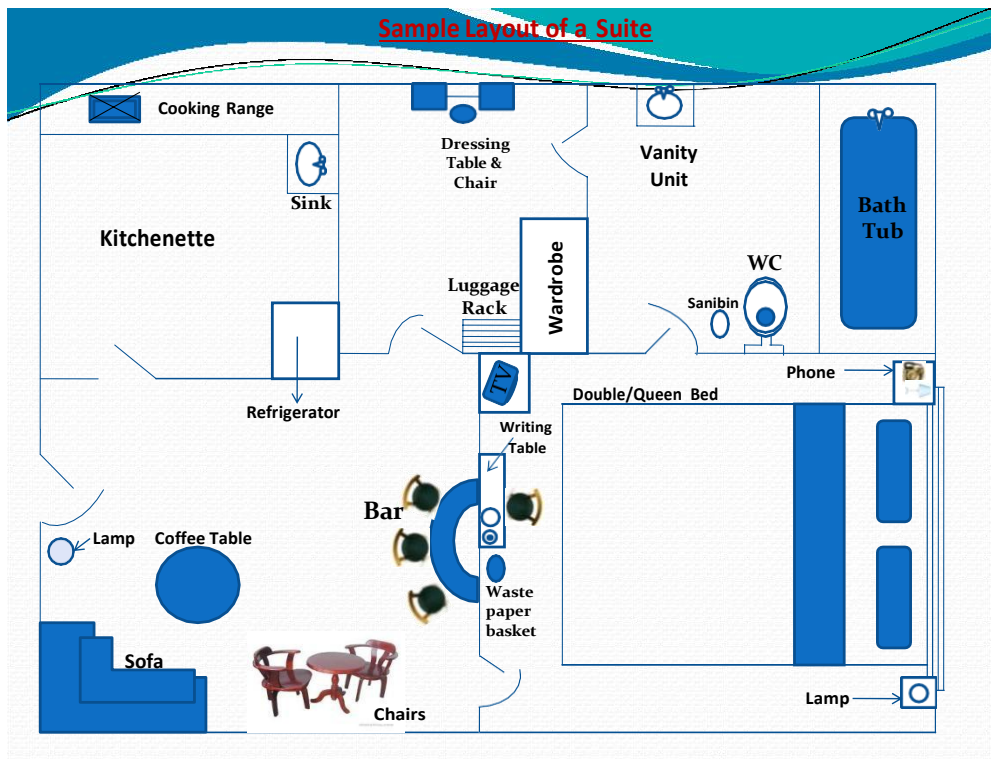 Sample Layout of a Suite
Cooking Range
Dressing
Table &
Chair
Vanity
Unit
Sink
Bath
Tub
Kitchenette
Wardrobe
WC
Luggage
Rack
Sanibin
Phone
TV
Double/Queen Bed
Refrigerator
Writing
Table
Bar
Lamp
Coffee Table
Waste
paper
basket
Sofa
Chairs
Lamp